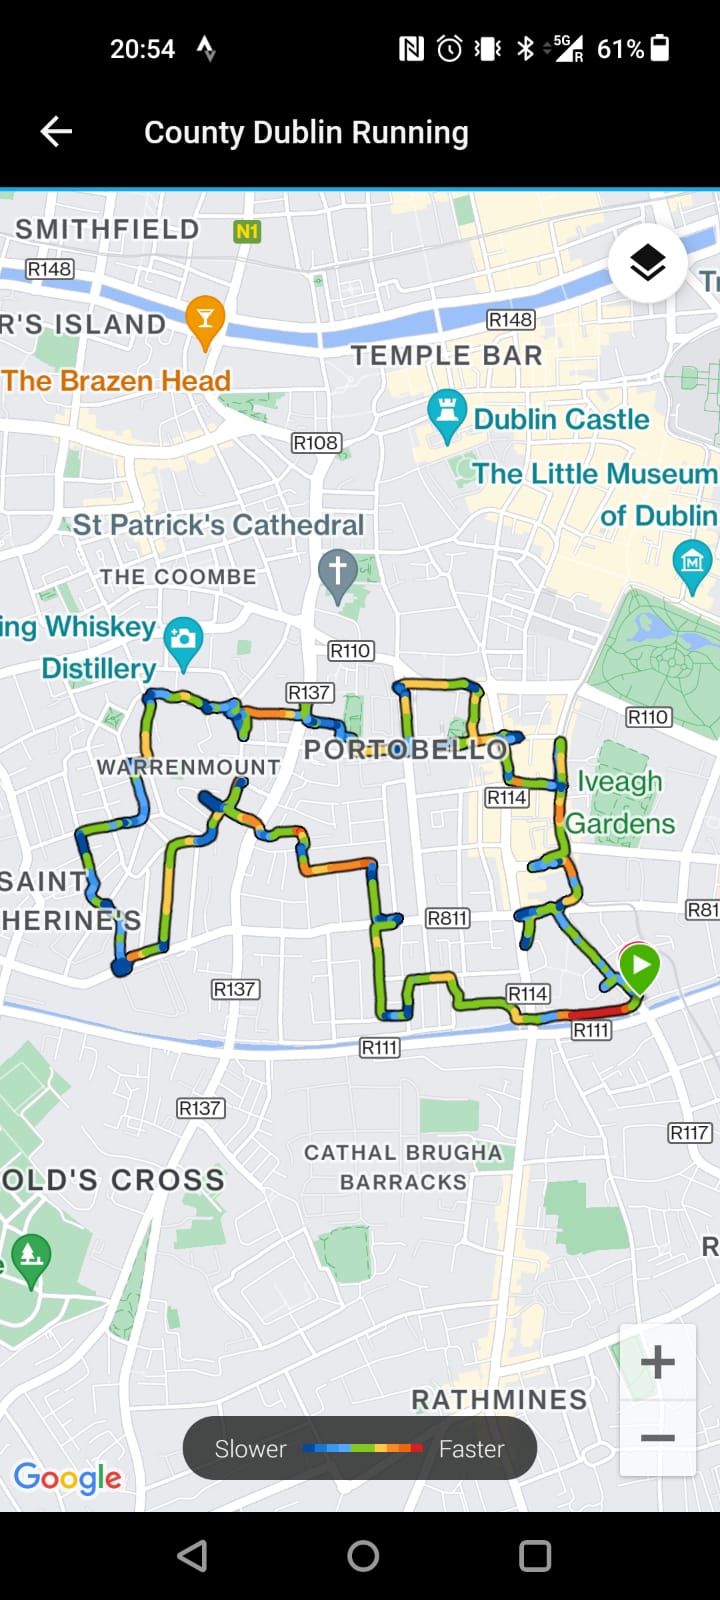 20:54
5G
R
61%
County Dublin Running
SMITHFIELD
N1
R148
R'S ISLAND
R148
TEMPLE BAR
The Brazen Head
Dublin Castle
R108
The Little Museum
of Dublin
St Patrick's Cathedral
THE COOMBE
ing Whiskey
Distillery
R110
R137
R110
PORTOBELLO
WARRENMOUNT
Iveagh
Gardens
R114
SAINT
HERINE'S
R811
R81
R137
R114
R111
R111
R137
R117
CATHAL BRUGHA
BARRACKS
OLD'S CROSS
R
RATHMINES
Slower
Faster
Google